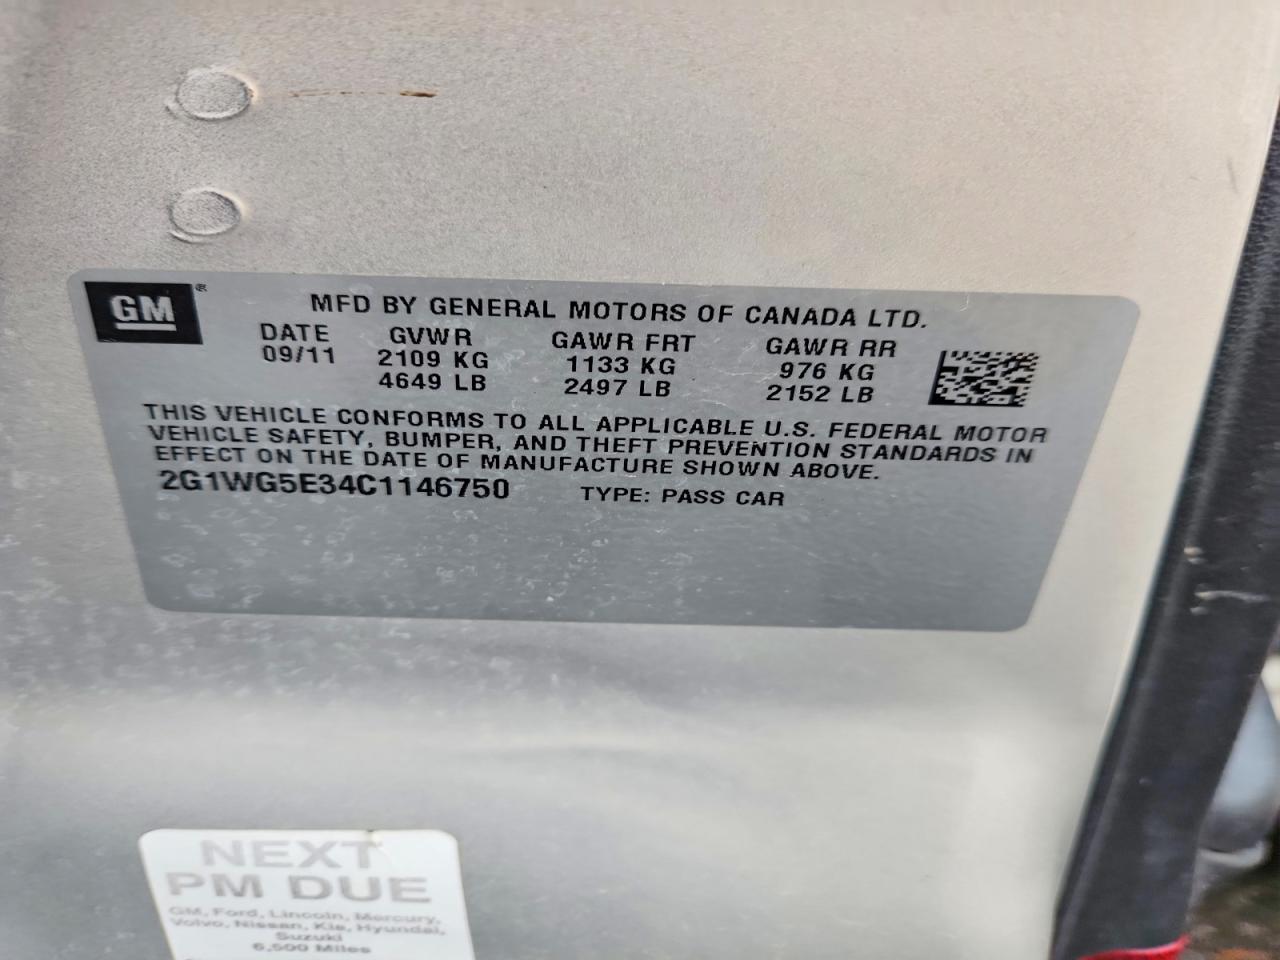 GM®
MFD BY GENERAL MOTORS OF CANADA LTD.
DATE GVWR GAWR FRT GAWR RR
09/11 2109 KG 1133 KG 976 KG
4649 LB 2497 LB 2152 LB
THIS VEHICLE CONFORMS TO ALL APPLICABLE U.S. FEDERAL MOTOR
VEHICLE SAFETY, BUMPER, AND THEFT PREVENTION STANDARDS IN
EFFECT ON THE DATE OF MANUFACTURE SHOWN ABOVE.
2G1WG5E34C1146750 TYPE: PASS CAR
NEXT
PM DUE
GM, Ford, Lincoln, Mercury,
Volvo, Nissan, Kia, Hyundai,
Suzuki
6,500 Miles